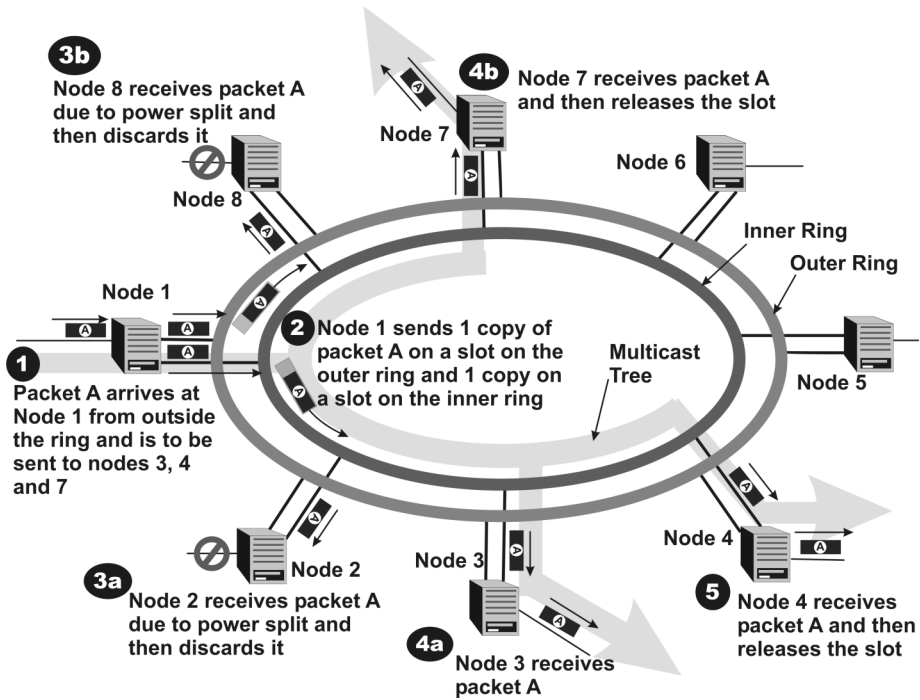 3b
Node 8 receives packet A
due to power split and
then discards it
4b
Node 7 receives packet A
and then releases the slot
A
Node 7
Node 6
A
Node 8
A
Inner Ring
Outer Ring
Node 1
A
A
A
A
1
Packet A arrives at
Node 1 from outside
the ring and is to be
sent to nodes 3, 4
and 7
2
Node 1 sends 1 copy of
packet A on a slot on the
outer ring and 1 copy on
a slot on the inner ring
A
Multicast
Tree
Node 5
A
A
A
Node 4
A
Node 2
Node 3
3a
Node 2 receives packet A
due to power split and
then discards it
A
4a
Node 3 receives
packet A
5
Node 4 receives
packet A and then
releases the slot